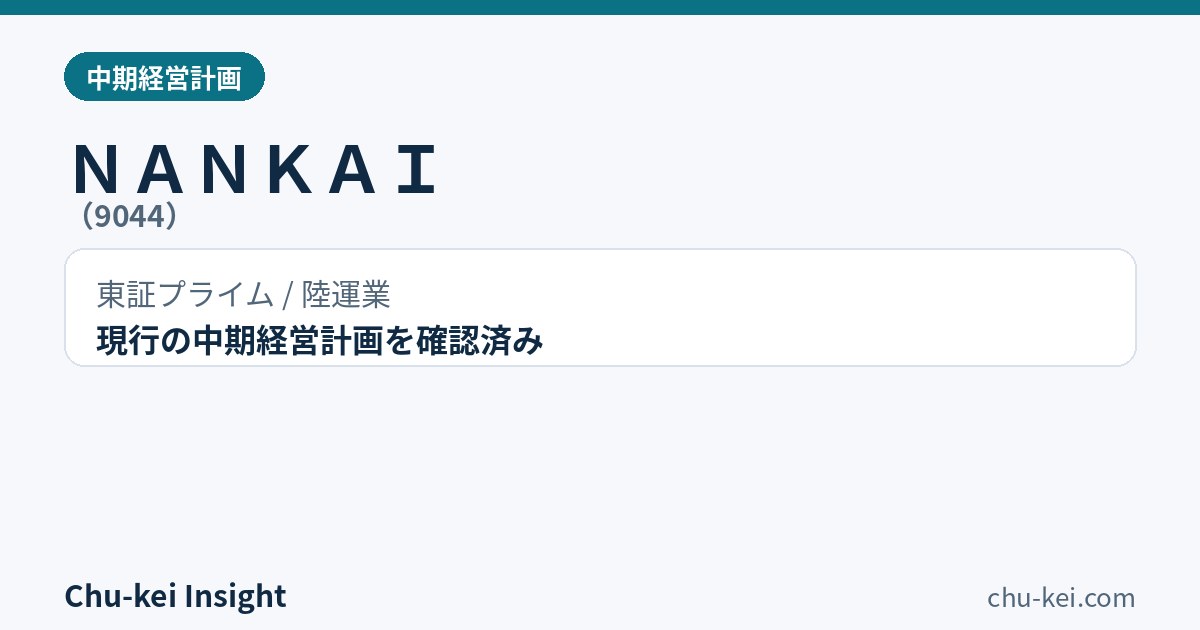 中期経営計画
ＮＡＮＫＡＩ
（9044）
東証プライム / 陸運業
現行の中期経営計画を確認済み
Chu-kei Insight
chu-kei.com